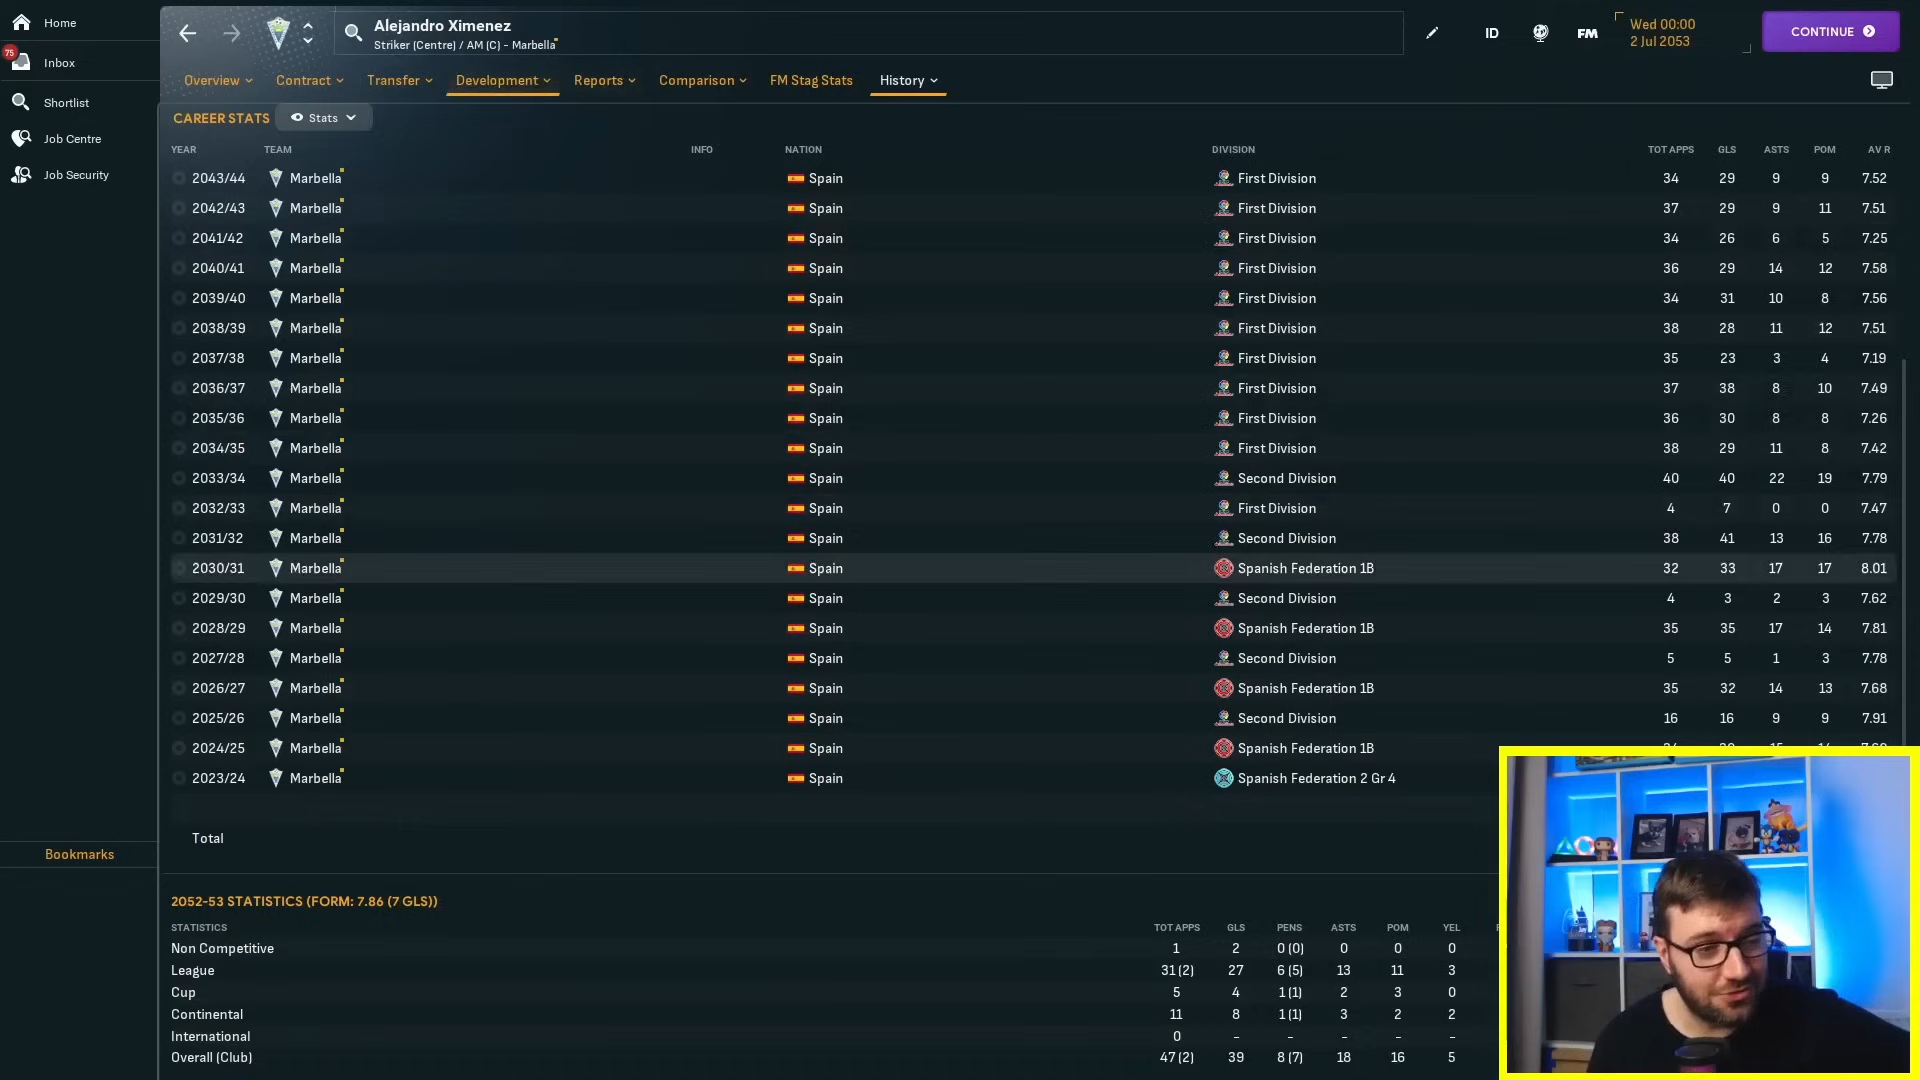 Home
75
Inbox
Shortlist
Job Centre
Job Security
Bookmarks
Alejandro Ximenez
Striker (Centre) / AM (C) - Marbella
ID
FM
Wed 00:00
2 Jul 2053
CONTINUE
Overview Contract Transfer Development Reports Comparison FM Stag Stats History
CAREER STATS Stats
YEAR TEAM INFO NATION DIVISION TOT APPS GLS ASTS POM AV R
2043/44 Marbella Spain First Division 34 29 9 9 7.52
2042/43 Marbella Spain First Division 37 29 9 11 7.51
2041/42 Marbella Spain First Division 34 26 6 5 7.25
2040/41 Marbella Spain First Division 36 29 14 12 7.58
2039/40 Marbella Spain First Division 34 31 10 8 7.56
2038/39 Marbella Spain First Division 38 28 11 12 7.51
2037/38 Marbella Spain First Division 35 23 3 4 7.19
2036/37 Marbella Spain First Division 37 38 8 10 7.49
2035/36 Marbella Spain First Division 36 30 8 8 7.26
2034/35 Marbella Spain First Division 38 29 11 8 7.42
2033/34 Marbella Spain Second Division 40 40 22 19 7.79
2032/33 Marbella Spain First Division 4 7 0 0 7.47
2031/32 Marbella Spain Second Division 38 41 13 16 7.78
2030/31 Marbella Spain Spanish Federation 1B 32 33 17 17 8.01
2029/30 Marbella Spain Second Division 4 3 2 3 7.62
2028/29 Marbella Spain Spanish Federation 1B 35 35 17 14 7.81
2027/28 Marbella Spain Second Division 5 5 1 3 7.78
2026/27 Marbella Spain Spanish Federation 1B 35 32 14 13 7.68
2025/26 Marbella Spain Second Division 16 16 9 9 7.91
2024/25 Marbella Spain Spanish Federation 1B
2023/24 Marbella Spain Spanish Federation 2 Gr 4
Total
2052-53 STATISTICS (FORM: 7.86 (7 GLS))
STATISTICS TOT APPS GLS PENS ASTS POM YEL
Non Competitive 1 2 0 (0) 0 0 0
League 31 (2) 27 6 (5) 13 11 3
Cup 5 4 1 (1) 2 3 0
Continental 11 8 1 (1) 3 2 2
International 0 - - - - -
Overall (Club) 47 (2) 39 8 (7) 18 16 5